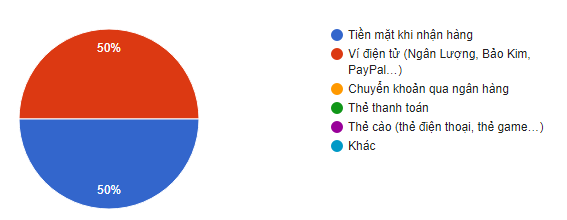 50%
50%
Tiền mặt khi nhận hàng
Ví điện tử (Ngân Lượng, Bảo Kim,
PayPal...)
Chuyển khoản qua ngân hàng
Thẻ thanh toán
Thẻ cào (thẻ điện thoại, thẻ game...)
Khác